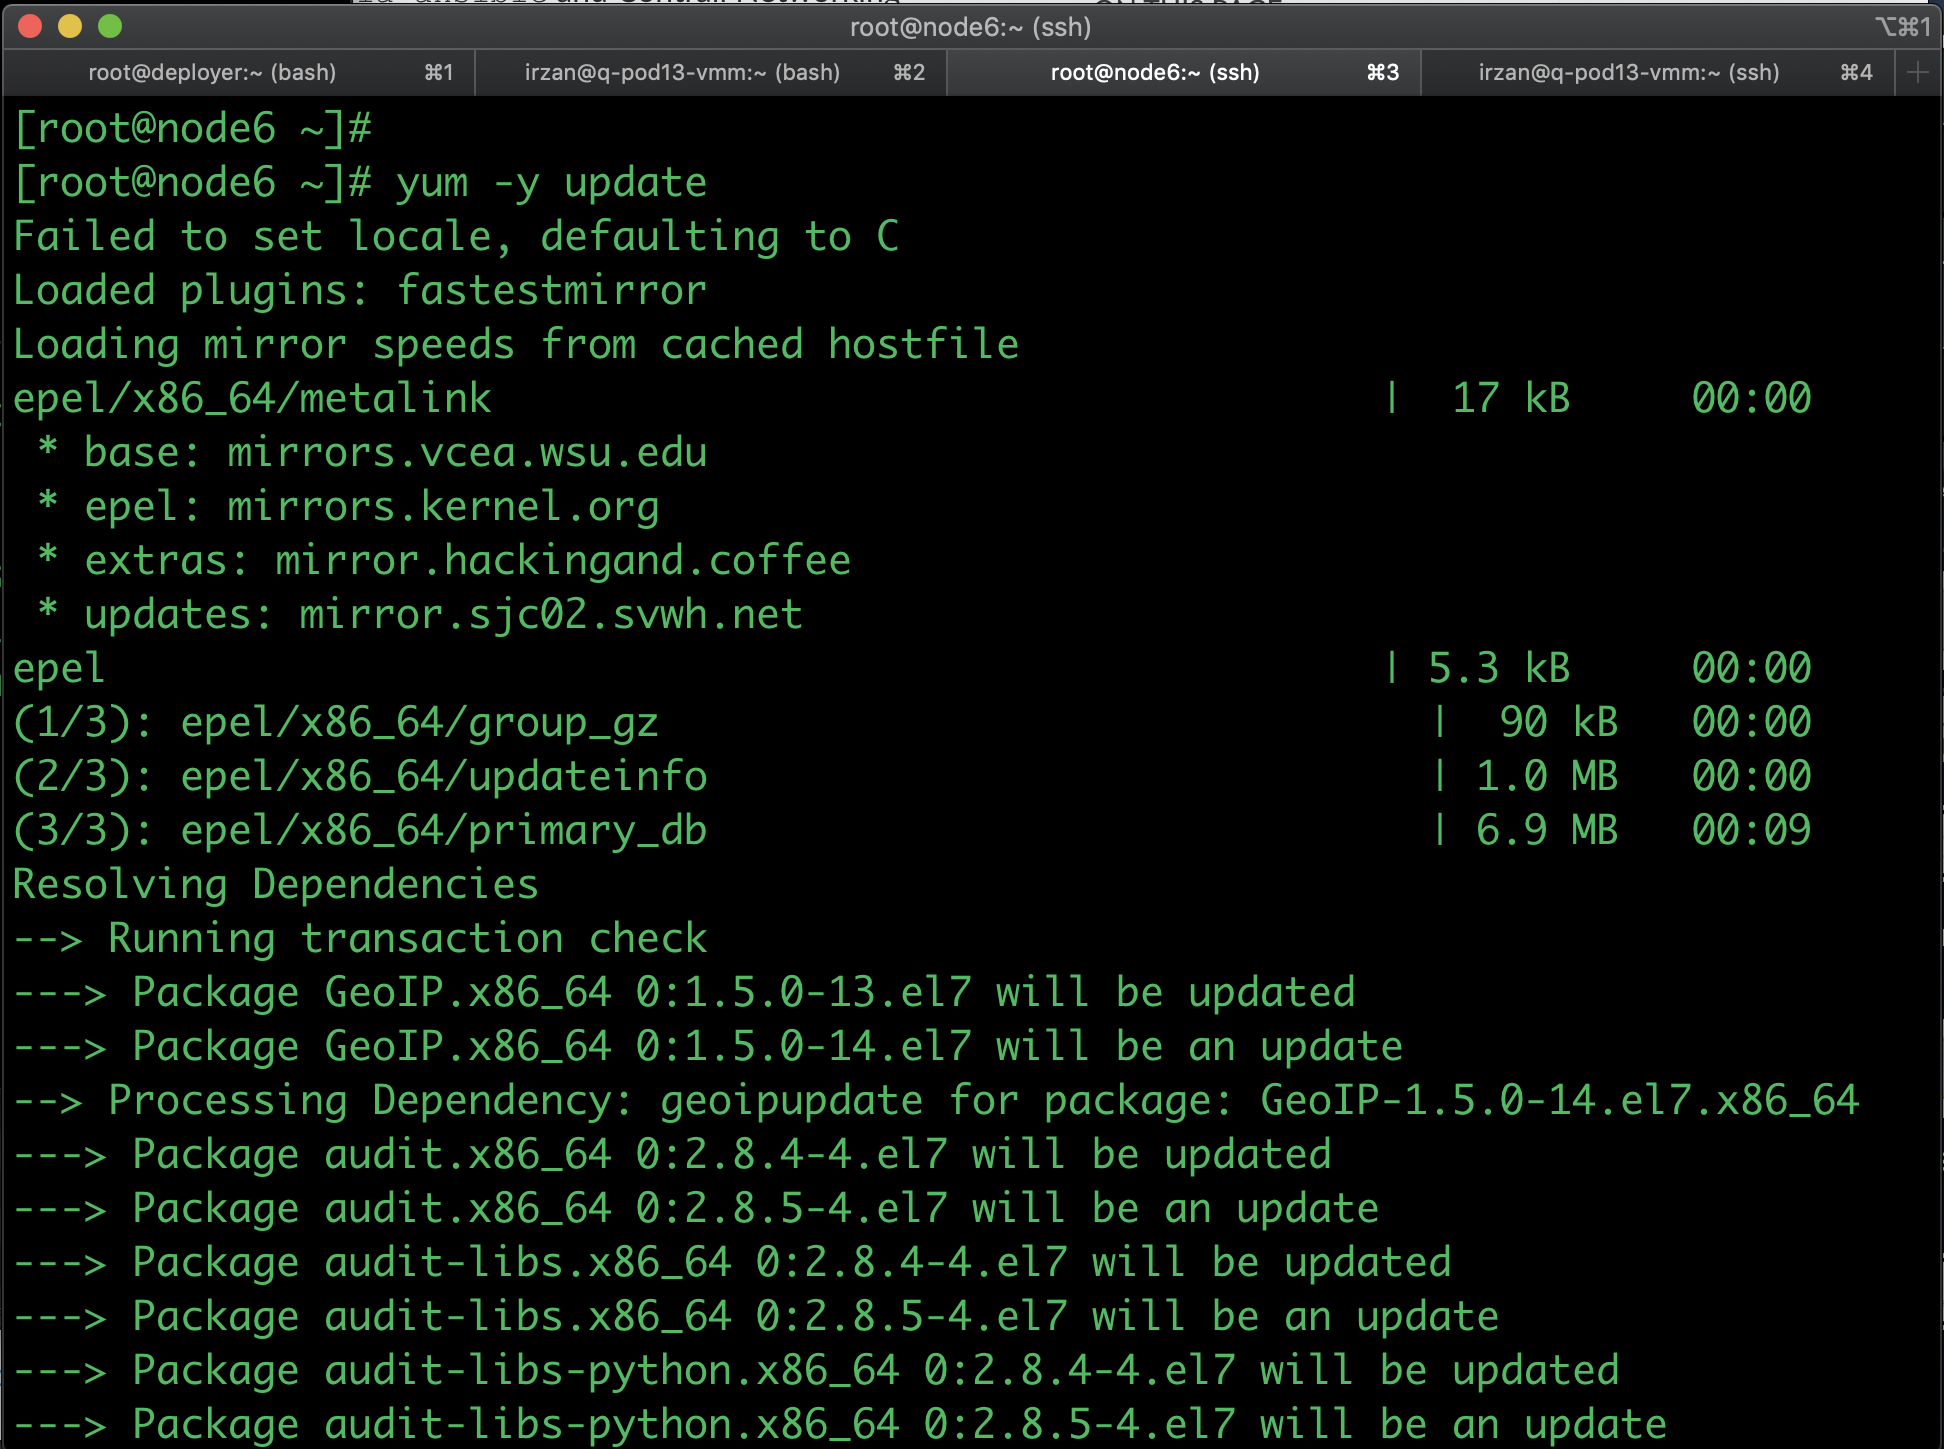 root@node6:~ (ssh)
⌥⌘1
root@deployer:~ (bash) ⌘1
irzan@q-pod13-vmm:~ (bash) ⌘2
root@node6:~ (ssh) ⌘3
irzan@q-pod13-vmm:~ (ssh) ⌘4
[root@node6 ~]#
[root@node6 ~]# yum -y update
Failed to set locale, defaulting to C
Loaded plugins: fastestmirror
Loading mirror speeds from cached hostfile
epel/x86_64/metalink | 17 kB 00:00
* base: mirrors.vcea.wsu.edu
* epel: mirrors.kernel.org
* extras: mirror.hackingand.coffee
* updates: mirror.sjc02.svwh.net
epel | 5.3 kB 00:00
(1/3): epel/x86_64/group_gz | 90 kB 00:00
(2/3): epel/x86_64/updateinfo | 1.0 MB 00:00
(3/3): epel/x86_64/primary_db | 6.9 MB 00:09
Resolving Dependencies
--> Running transaction check
---> Package GeoIP.x86_64 0:1.5.0-13.el7 will be updated
---> Package GeoIP.x86_64 0:1.5.0-14.el7 will be an update
--> Processing Dependency: geoipupdate for package: GeoIP-1.5.0-14.el7.x86_64
---> Package audit.x86_64 0:2.8.4-4.el7 will be updated
---> Package audit.x86_64 0:2.8.5-4.el7 will be an update
---> Package audit-libs.x86_64 0:2.8.4-4.el7 will be updated
---> Package audit-libs.x86_64 0:2.8.5-4.el7 will be an update
---> Package audit-libs-python.x86_64 0:2.8.4-4.el7 will be updated
---> Package audit-libs-python.x86_64 0:2.8.5-4.el7 will be an update